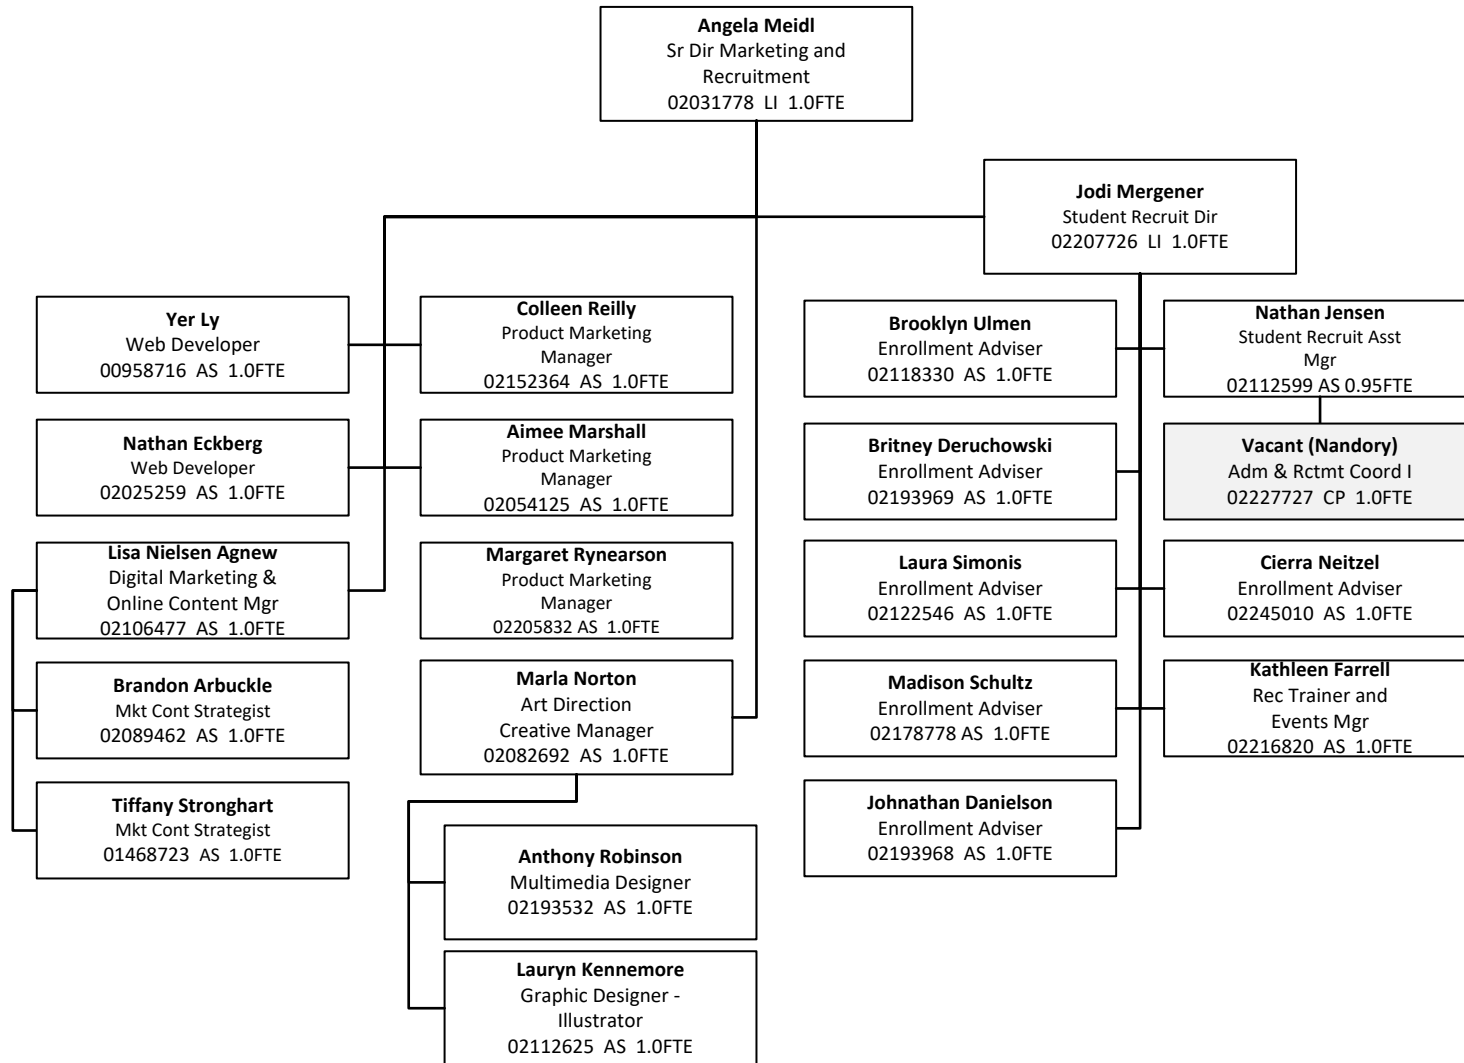 Angela Meidl
Sr Dir Marketing and
Recruitment
02031778 LI 1.0FTE
Jodi Mergener
Student Recruit Dir
02207726 LI 1.0FTE
Yer Ly
Web Developer
00958716 AS 1.0FTE
Colleen Reilly
Product Marketing
Manager
02152364 AS 1.0FTE
Nathan Eckberg
Web Developer
02025259 AS 1.0FTE
Aimee Marshall
Product Marketing
Manager
02054125 AS 1.0FTE
Lisa Nielsen Agnew
Digital Marketing &
Online Content Mgr
02106477 AS 1.0FTE
Margaret Rynearson
Product Marketing
Manager
02205832 AS 1.0FTE
Brandon Arbuckle
Mkt Cont Strategist
02089462 AS 1.0FTE
Marla Norton
Art Direction
Creative Manager
02082692 AS 1.0FTE
Tiffany Stronghart
Mkt Cont Strategist
01468723 AS 1.0FTE
Anthony Robinson
Multimedia Designer
02193532 AS 1.0FTE
Lauryn Kennemore
Graphic Designer -
Illustrator
02112625 AS 1.0FTE
Brooklyn Ulmen
Enrollment Adviser
02118330 AS 1.0FTE
Nathan Jensen
Student Recruit Asst
Mgr
02112599 AS 0.95FTE
Britney Deruchowski
Enrollment Adviser
02193969 AS 1.0FTE
Vacant (Nandory)
Adm & Rctmt Coord I
02227727 CP 1.0FTE
Laura Simonis
Enrollment Adviser
02122546 AS 1.0FTE
Cierra Neitzel
Enrollment Adviser
02245010 AS 1.0FTE
Madison Schultz
Enrollment Adviser
02178778 AS 1.0FTE
Kathleen Farrell
Rec Trainer and
Events Mgr
02216820 AS 1.0FTE
Johnathan Danielson
Enrollment Adviser
02193968 AS 1.0FTE